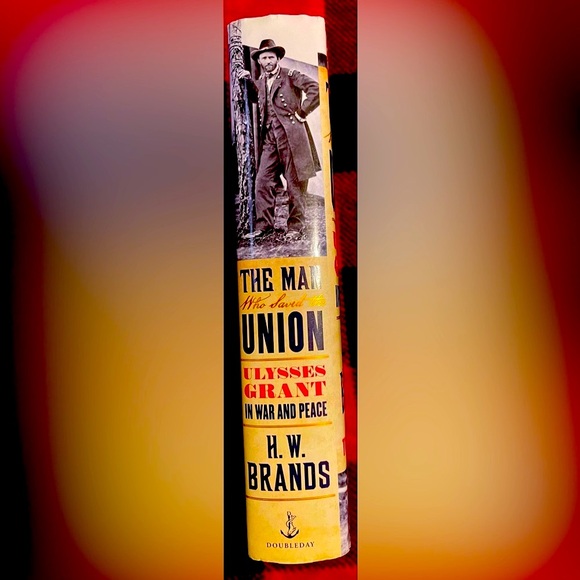 THE MAN
Who Saved the
UNION
ULYSSES
GRANT
IN WAR AND PEACE
H. W.
BRANDS
DOUBLEDAY